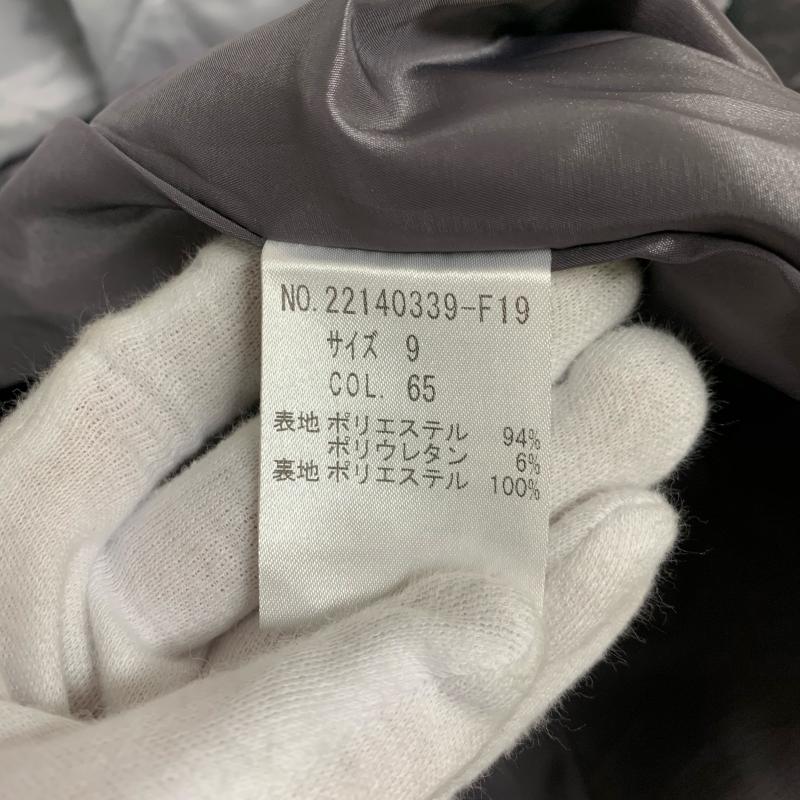 NO.22140339-F19
サイズ 9
COL. 65
表地 ポリエステル 94%
ポリウレタン 6%
裏地 ポリエステル 100%